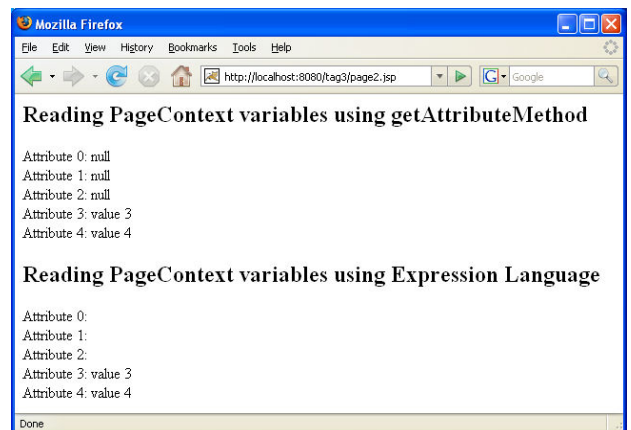 Mozilla Firefox
File Edit View History Bookmarks Tools Help
http://localhost:8080/tag3/page2.jsp G Google
Reading PageContext variables using getAttributeMethod
Attribute 0: null
Attribute 1: null
Attribute 2: null
Attribute 3: value 3
Attribute 4: value 4
Reading PageContext variables using Expression Language
Attribute 0:
Attribute 1:
Attribute 2:
Attribute 3: value 3
Attribute 4: value 4
Done